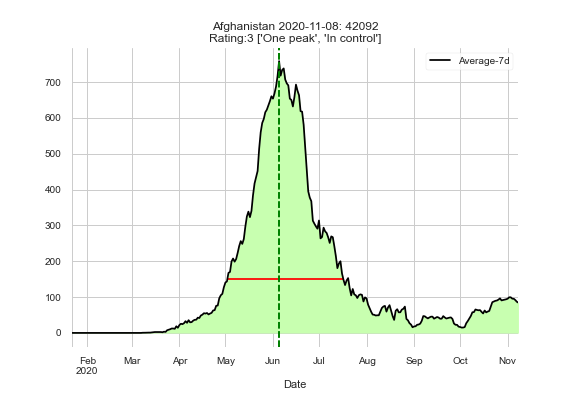 Afghanistan 2020-11-08: 42092
Rating:3 ['One peak', 'In control']
Average-7d
700
600
500
400
300
200
100
0
Feb Mar Apr May Jun Jul Aug Sep Oct Nov
2020
Date